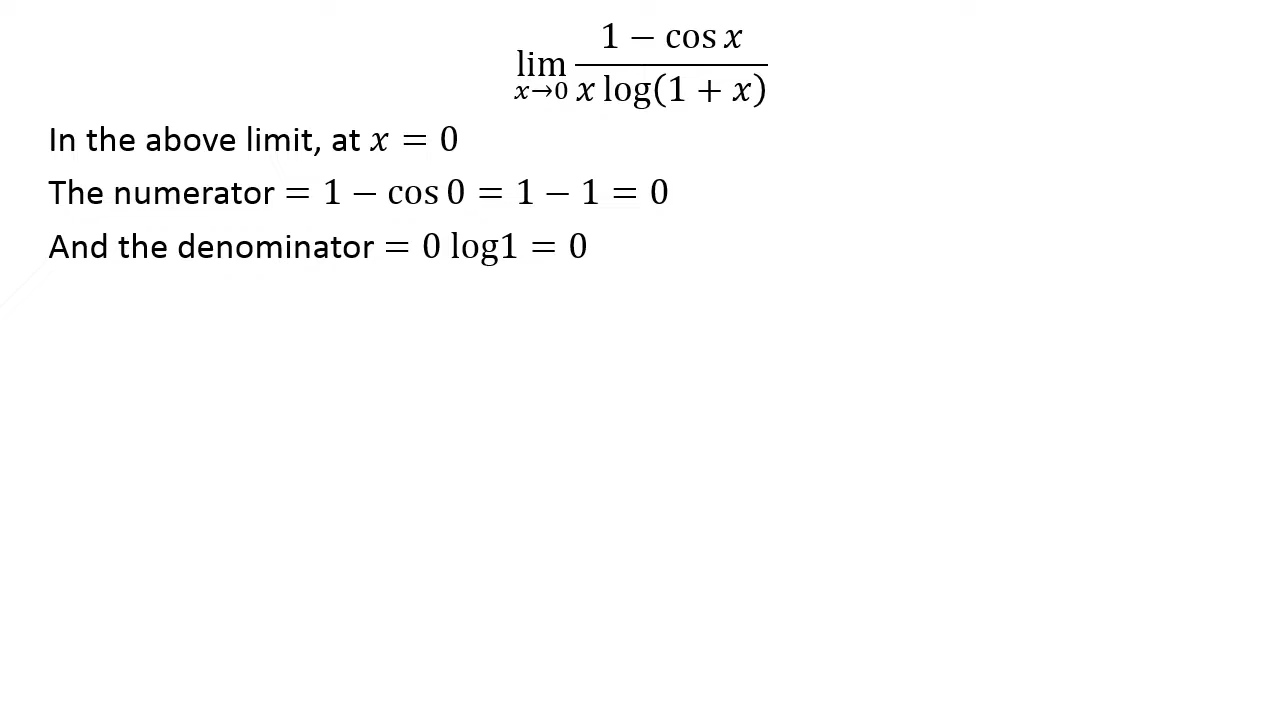 lim x→0 (1 − cos x) / (x log(1 + x))
In the above limit, at x = 0
The numerator = 1 − cos 0 = 1 − 1 = 0
And the denominator = 0 log1 = 0